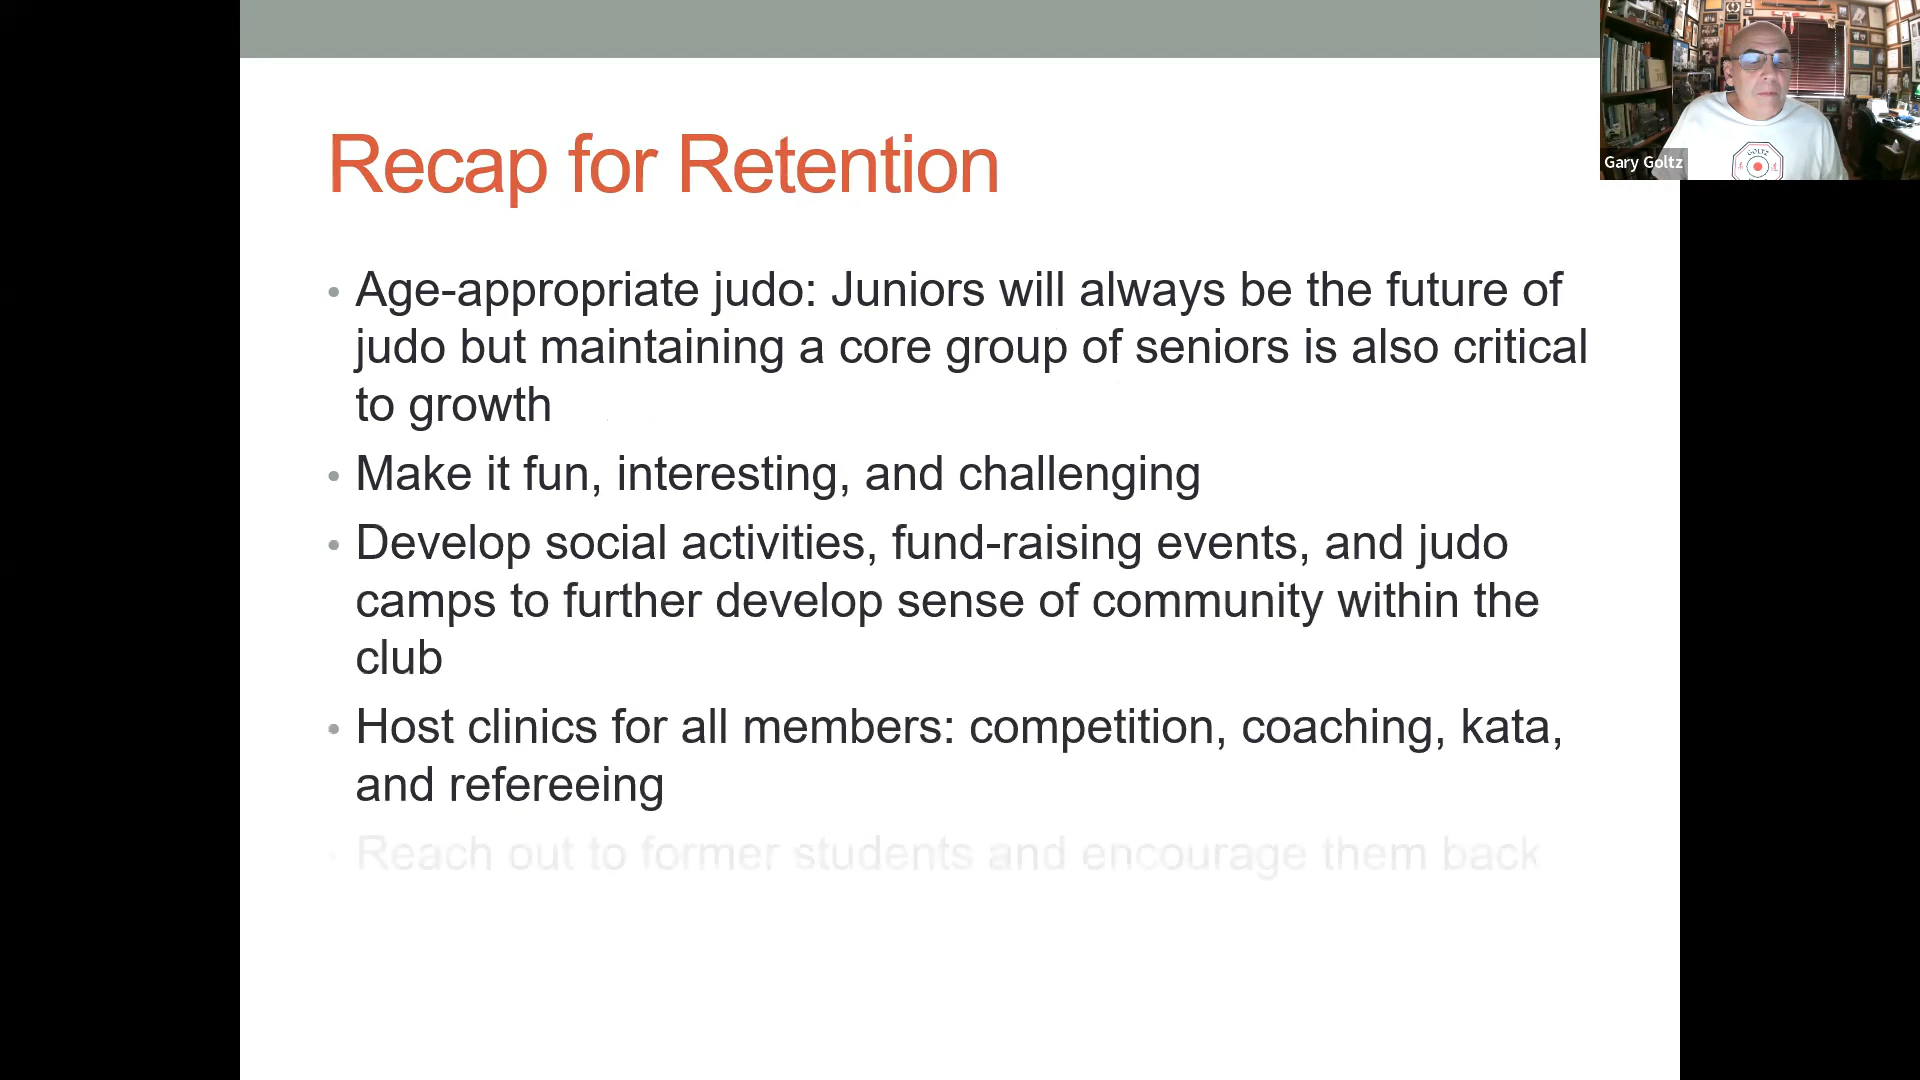 Recap for Retention
• Age-appropriate judo: Juniors will always be the future of
judo but maintaining a core group of seniors is also critical
to growth
• Make it fun, interesting, and challenging
• Develop social activities, fund-raising events, and judo
camps to further develop sense of community within the
club
• Host clinics for all members: competition, coaching, kata,
and refereeing
• Reach out to former students and encourage them back
Gary Goltz
GOLTZ